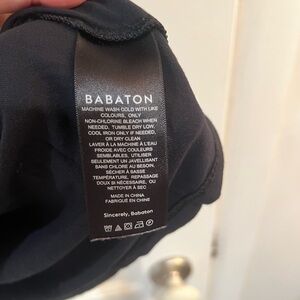 BABATON
MACHINE WASH COLD WITH LIKE
COLOURS, ONLY
NON-CHLORINE BLEACH WHEN
NEEDED, TUMBLE DRY LOW,
COOL IRON ONLY IF NEEDED,
OR DRY CLEAN
LAVER À LA MACHINE À L'EAU
FROIDE AVEC COULEURS
SEMBLABLES, UTILISER
SEULEMENT UN JAVELLISANT
SANS CHLORE AU BESOIN,
SÉCHER À BASSE
TEMPÉRATURE, REPASSAGE
DOUX SI NÉCESSAIRE, OU
NETTOYER À SEC
MADE IN CHINA
FABRIQUÉ EN CHINE
Sincerely, Babaton